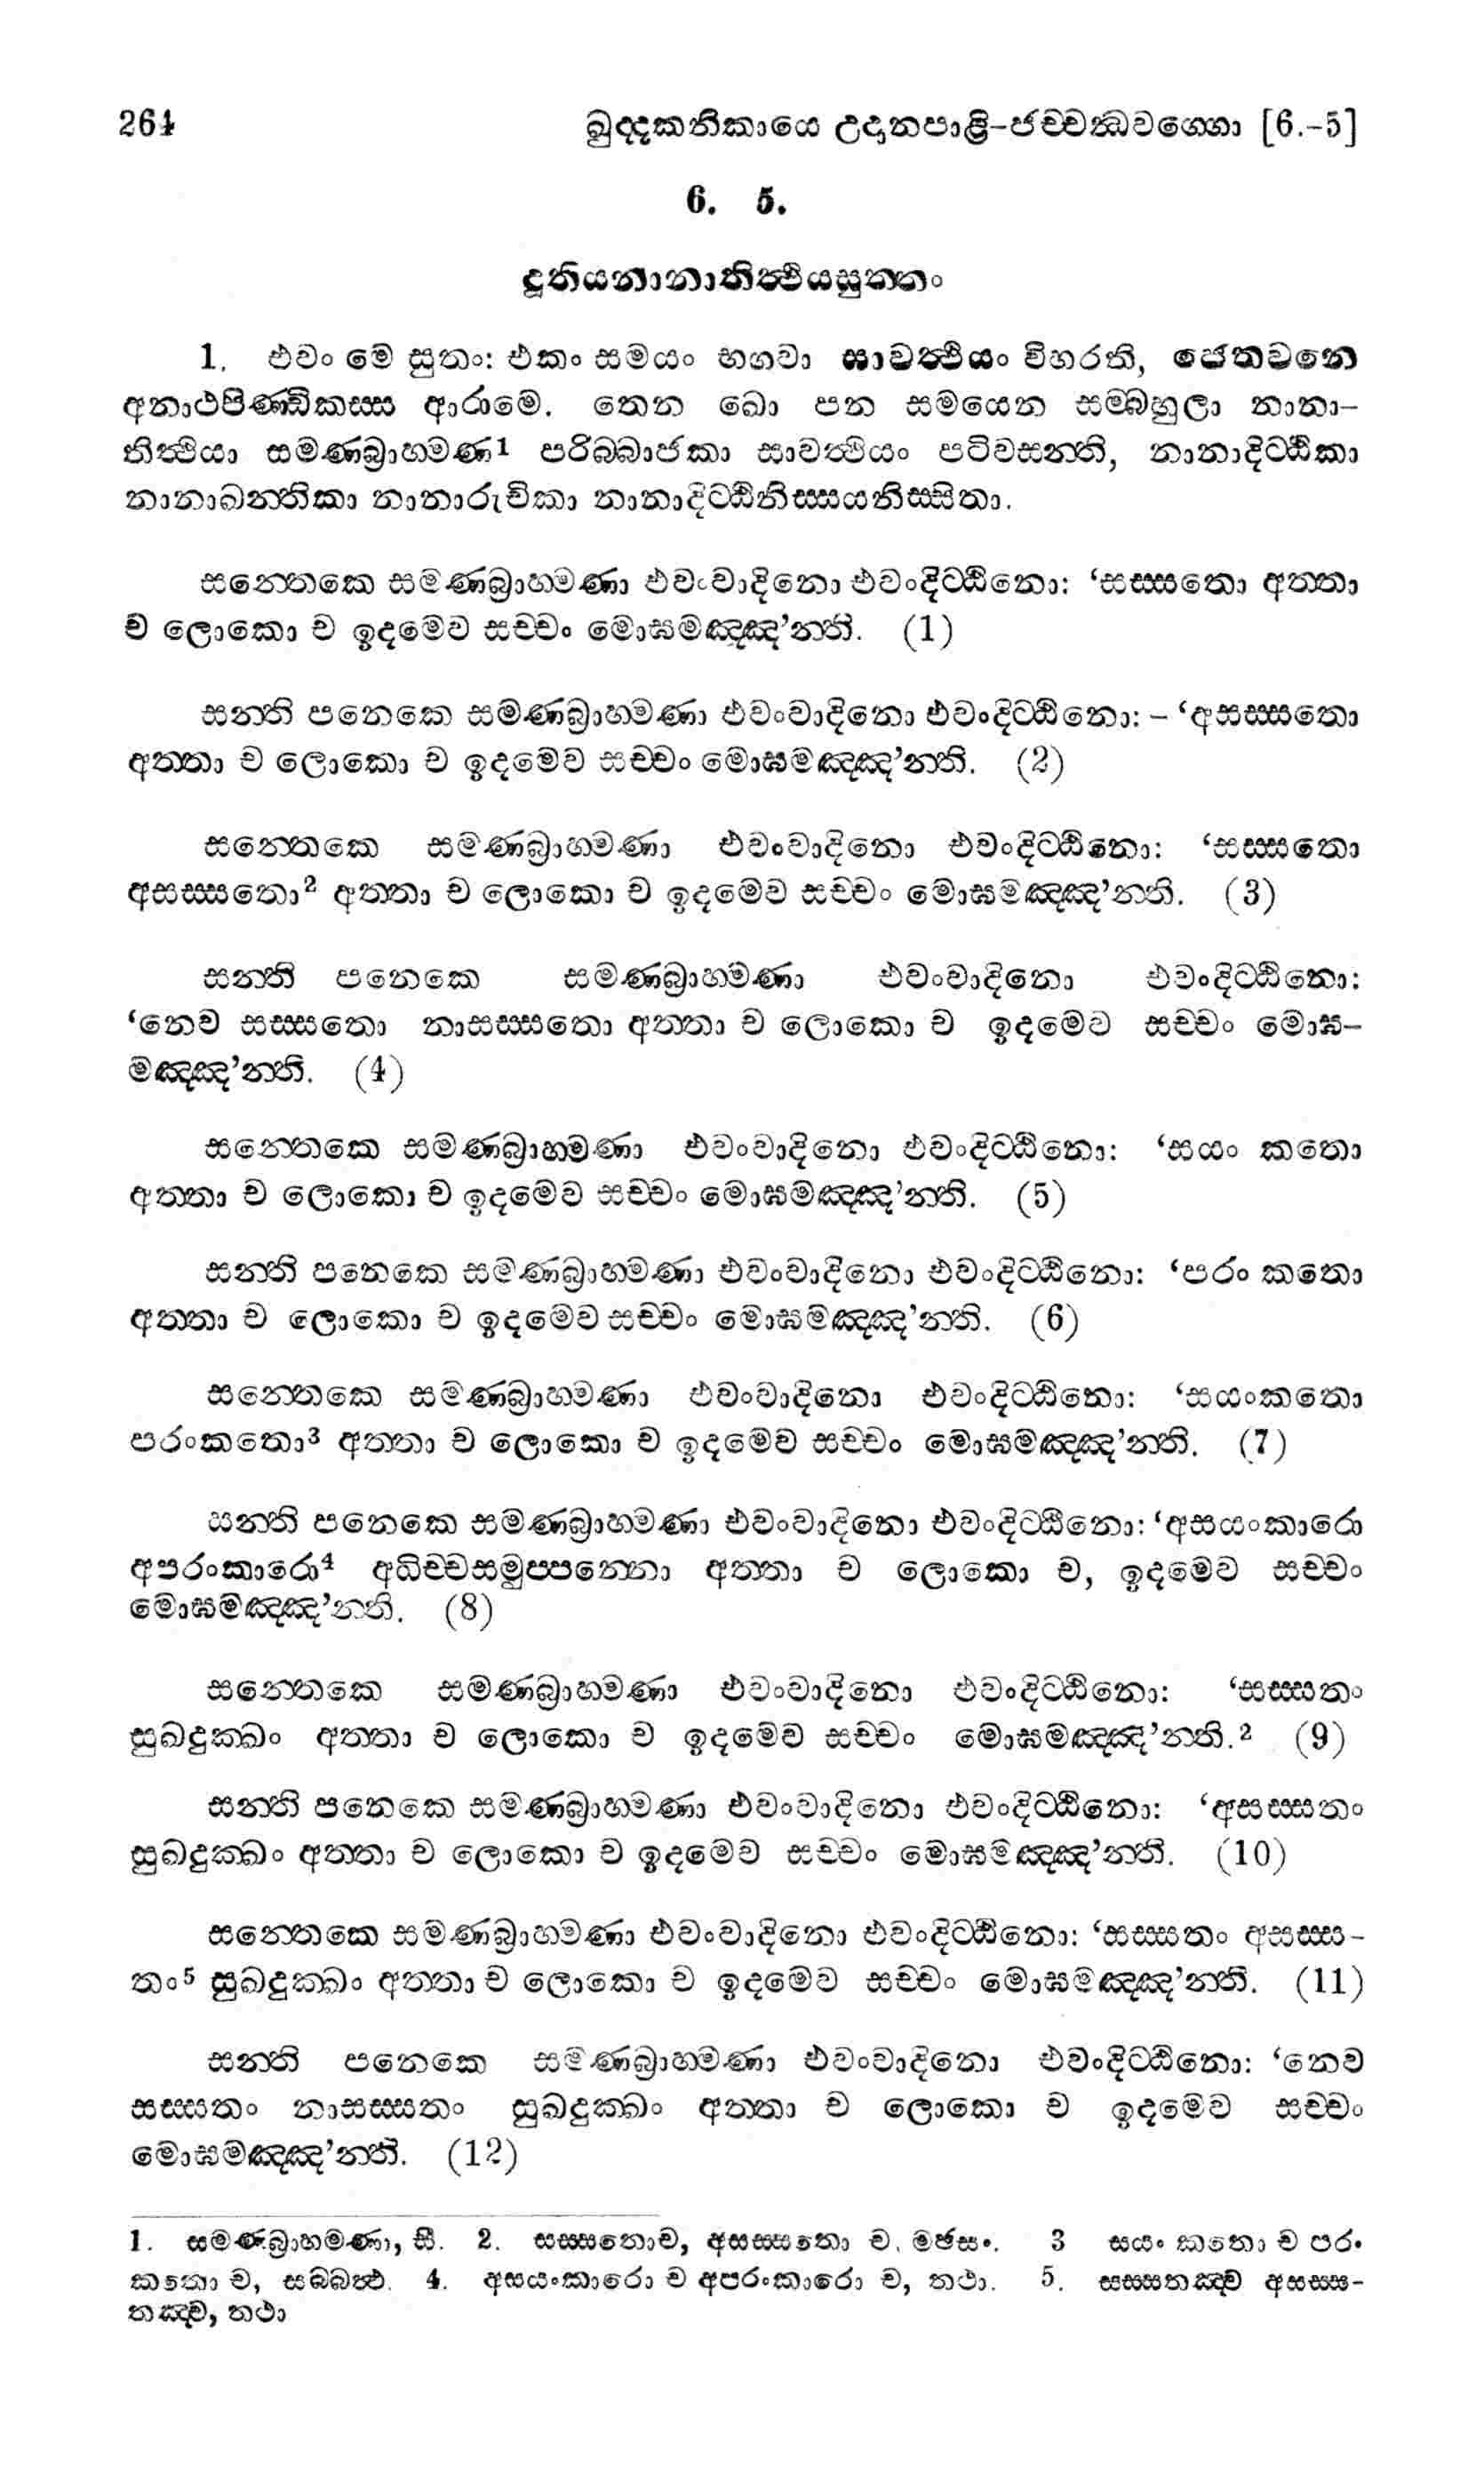 264 ඛුද්දකනිකායෙ උදානපාළි-ජච්චන්ධවග්ගො [6.-5]
6. 5.
දුතියනානාතිත්ථියසුත්තං
1. එවං මෙ සුතං: එකං සමයං භගවා සාවත්ථියං විහරති, ජෙතවනෙ
අනාථපිණ්ඩිකස්ස ආරාමෙ. තෙන ඛො පන සමයෙන සම්බහුලා නානා-
තිත්ථියා සමණබ්‍රාහමණ1 පරිබ්බාජකා සාවත්ථියං පටිවසන්ති, නානාදිට්ඨිකා
නානාඛන්තිකා නානාරුචිකා නානාදිට්ඨිනිස්සයනිස්සිතා.
සන්තෙකෙ සමණබ්‍රාහමණා එවංවාදිනො එවංදිට්ඨිනො: ‘සස්සතො අත්තා
ච ලොකො ච ඉදමෙව සච්චං මොඝමඤ්ඤ’න්ති. (1)
සන්ති පනෙකෙ සමණබ්‍රාහමණා එවංවාදිනො එවංදිට්ඨිනො: – ‘අසස්සතො
අත්තා ච ලොකො ච ඉදමෙව සච්චං මොඝමඤ්ඤ’න්ති. (2)
සන්තෙකෙ සමණබ්‍රාහමණා එවංවාදිනො එවංදිට්ඨිනො: ‘සස්සතො
අසස්සතො2 අත්තා ච ලොකො ච ඉදමෙව සච්චං මොඝමඤ්ඤ’න්ති. (3)
සන්ති පනෙකෙ සමණබ්‍රාහමණා එවංවාදිනො එවංදිට්ඨිනො:
‘නෙව සස්සතො නාසස්සතො අත්තා ච ලොකො ච ඉදමෙව සච්චං මොඝ-
මඤ්ඤ’න්ති. (4)
සන්තෙකෙ සමණබ්‍රාහමණා එවංවාදිනො එවංදිට්ඨිනො: ‘සයං කතො
අත්තා ච ලොකො ච ඉදමෙව සච්චං මොඝමඤ්ඤ’න්ති. (5)
සන්ති පනෙකෙ සමණබ්‍රාහමණා එවංවාදිනො එවංදිට්ඨිනො: ‘පරං කතො
අත්තා ච ලොකො ච ඉදමෙව සච්චං මොඝමඤ්ඤ’න්ති. (6)
සන්තෙකෙ සමණබ්‍රාහමණා එවංවාදිනො එවංදිට්ඨිනො: ‘සයංකතො
පරංකතො3 අත්තා ච ලොකො ච ඉදමෙව සච්චං මොඝමඤ්ඤ’න්ති. (7)
සන්ති පනෙකෙ සමණබ්‍රාහමණා එවංවාදිනො එවංදිට්ඨිනො: ‘අසයංකාරො
අපරංකාරො4 අධිච්චසමුප්පන්නො අත්තා ච ලොකො ච, ඉදමෙව සච්චං
මොඝමඤ්ඤ’න්ති. (8)
සන්තෙකෙ සමණබ්‍රාහමණා එවංවාදිනො එවංදිට්ඨිනො: ‘සස්සතං
සුඛදුක්ඛං අත්තා ච ලොකො ච ඉදමෙව සච්චං මොඝමඤ්ඤ’න්ති.2 (9)
සන්ති පනෙකෙ සමණබ්‍රාහමණා එවංවාදිනො එවංදිට්ඨිනො: ‘අසස්සතං
සුඛදුක්ඛං අත්තා ච ලොකො ච ඉදමෙව සච්චං මොඝමඤ්ඤ’න්ති. (10)
සන්තෙකෙ සමණබ්‍රාහමණා එවංවාදිනො එවංදිට්ඨිනො: ‘සස්සතං අසස්ස-
තං5 සුඛදුක්ඛං අත්තා ච ලොකො ච ඉදමෙව සච්චං මොඝමඤ්ඤ’න්ති. (11)
සන්ති පනෙකෙ සමණබ්‍රාහමණා එවංවාදිනො එවංදිට්ඨිනො: ‘නෙව
සස්සතං නාසස්සතං සුඛදුක්ඛං අත්තා ච ලොකො ච ඉදමෙව සච්චං
මොඝමඤ්ඤ’න්ති. (12)
1. සමණබ්‍රාහමණා, සී. 2. සස්සතොච, අසස්සතො ච, මඡසං. 3 සයං කතො ච පරං
කතො ච, සබ්බත්ථ. 4. අසයංකාරො ච අපරංකාරො ච, තථා. 5. සස්සතඤ්ච අසස්ස-
තඤ්ච, තථා